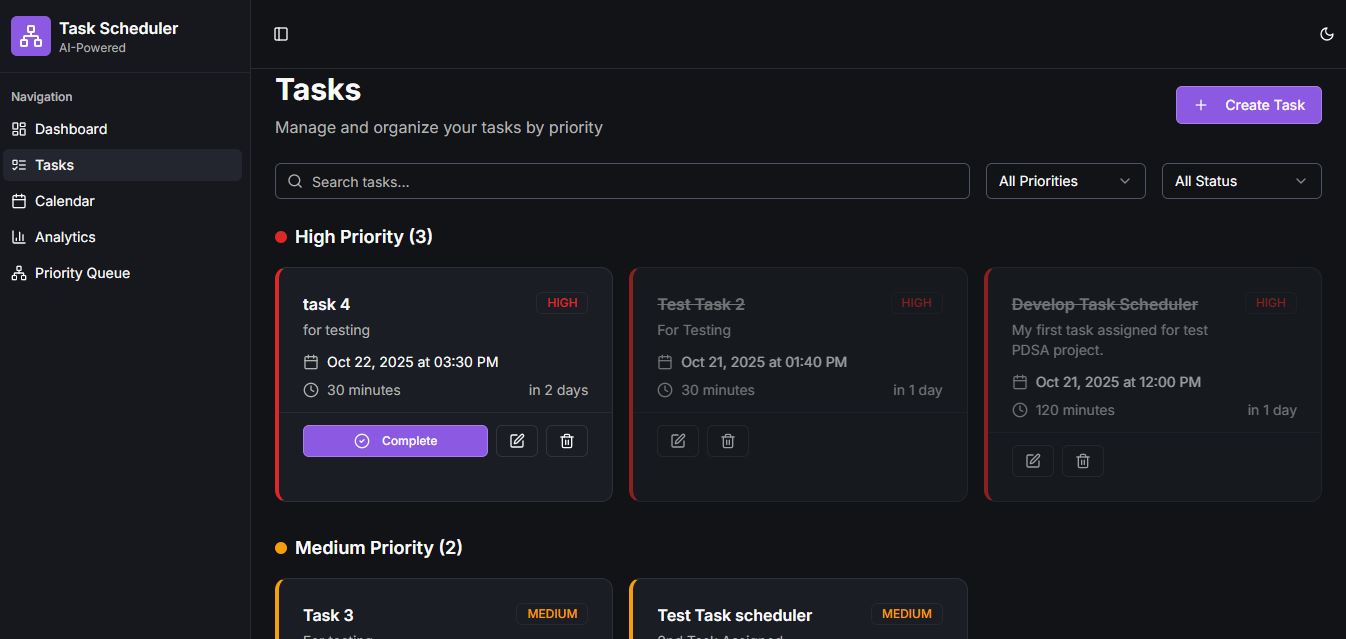 Task Scheduler
AI-Powered
Navigation
Dashboard
Tasks
Calendar
Analytics
Priority Queue
Tasks
Manage and organize your tasks by priority
Create Task
Search tasks...
All Priorities
All Status
High Priority (3)
task 4
HIGH
for testing
Oct 22, 2025 at 03:30 PM
30 minutes
in 2 days
Complete
Test Task 2
HIGH
For Testing
Oct 21, 2025 at 01:40 PM
30 minutes
in 1 day
Develop Task Scheduler
HIGH
My first task assigned for test
PDSA project.
Oct 21, 2025 at 12:00 PM
120 minutes
in 1 day
Medium Priority (2)
Task 3
MEDIUM
For testing
Test Task scheduler
MEDIUM
2nd Task Assigned